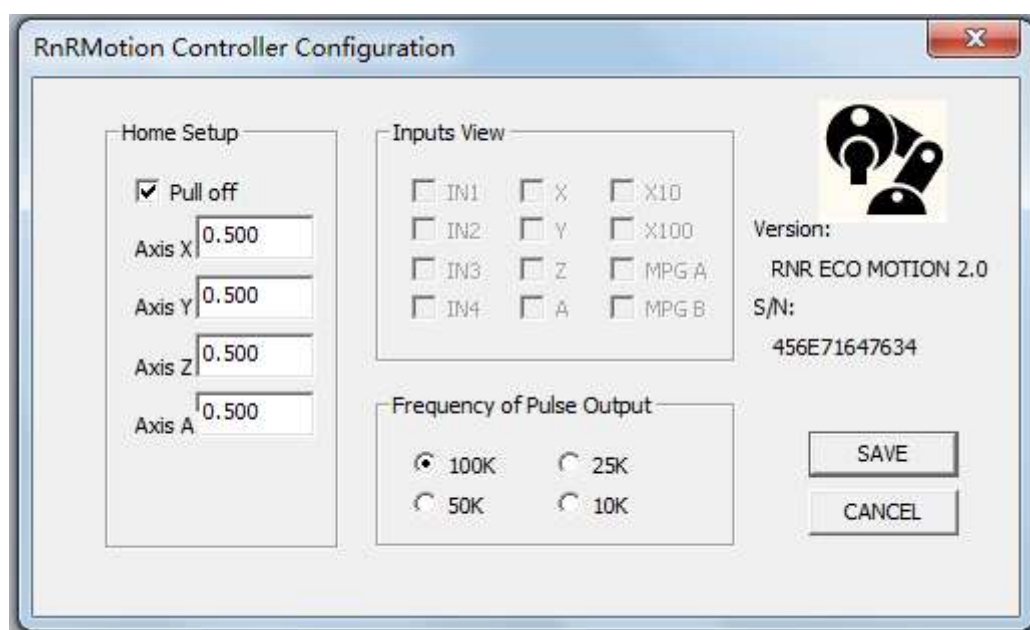 RnRMotion Controller Configuration
Home Setup
Pull off
Axis X 0.500
Axis Y 0.500
Axis Z 0.500
Axis A 0.500
Inputs View
IN1 X X10
IN2 Y X100
IN3 Z MPG A
IN4 A MPG B
Frequency of Pulse Output
100K 25K
50K 10K
Version:
RNR ECO MOTION 2.0
S/N:
456E71647634
SAVE
CANCEL